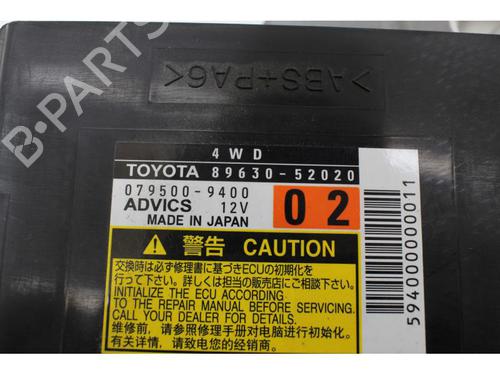 >ABS+PA6<
4WD
TOYOTA 89630-52020
079500-9400
ADVICS 12V
MADE IN JAPAN
02
警告 CAUTION
交換時は必ず修理書に基づきECUの初期化を
行って下さい。詳しくは担当の販売店にご相談下さい。
INITIALIZE THE ECU ACCORDING
TO THE REPAIR MANUAL BEFORE SERVICING.
CALL YOUR DEALER FOR DETAILS.
维修前，请参照修理手册对电脑进行初始化。
有关详情，请致电您的经销商。
594000000000011